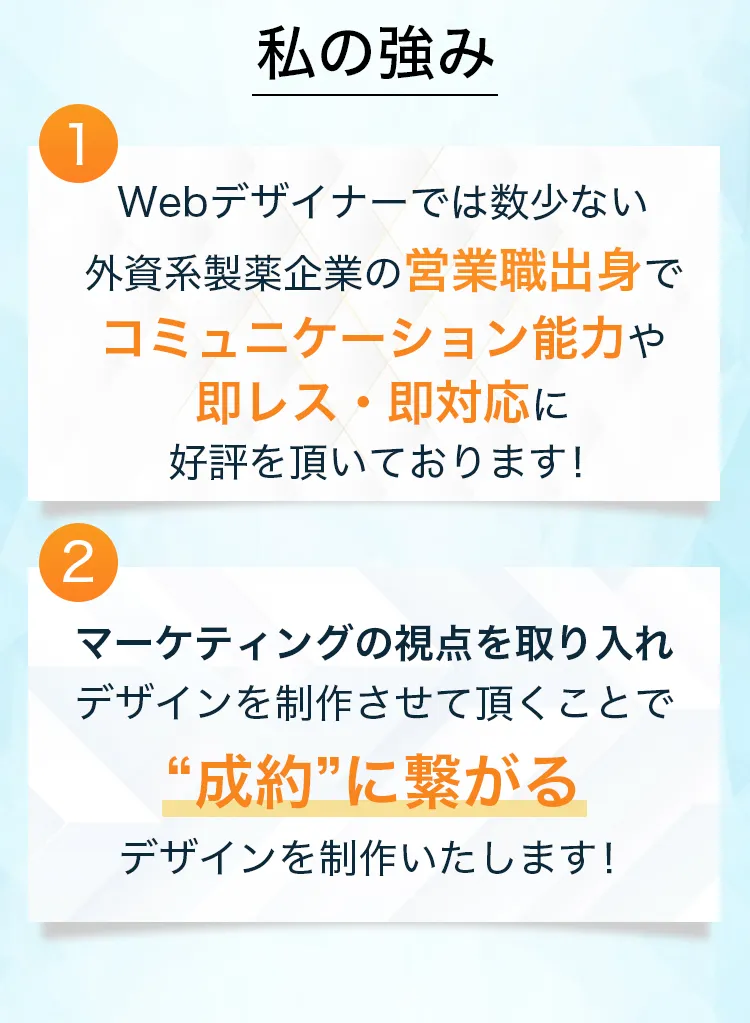 私の強み
1
Webデザイナーでは数少ない
外資系製薬企業の営業職出身で
コミュニケーション能力や
即レス・即対応に
好評を頂いております！
2
マーケティングの視点を取り入れ
デザインを制作させて頂くことで
“成約”に繋がる
デザインを制作いたします！